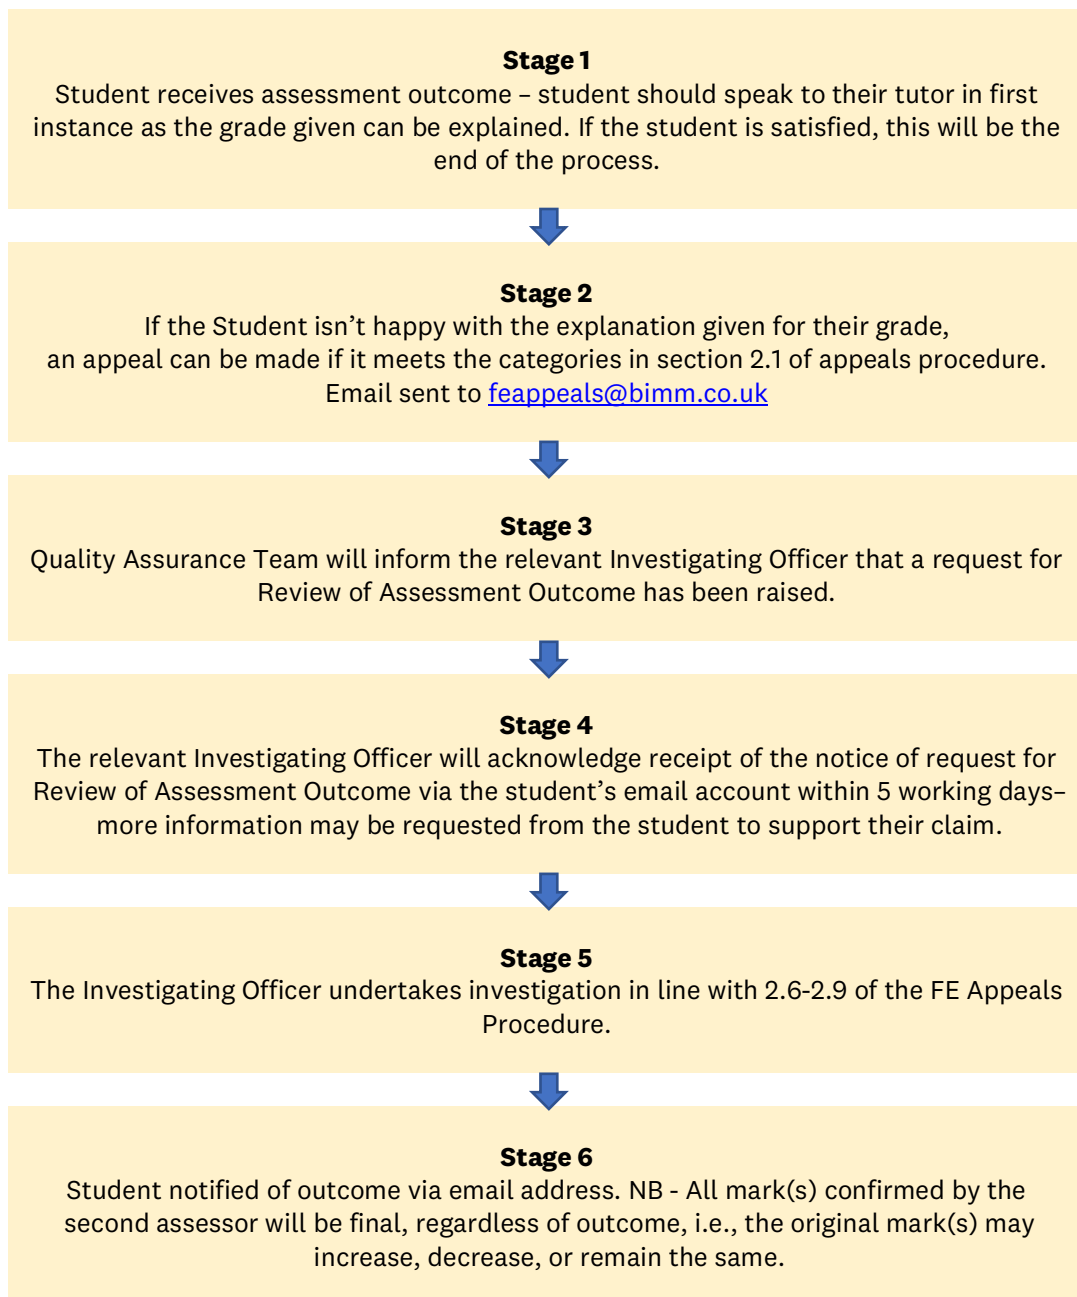 Stage 1
Student receives assessment outcome – student should speak to their tutor in first
instance as the grade given can be explained. If the student is satisfied, this will be the
end of the process.
Stage 2
If the Student isn’t happy with the explanation given for their grade,
an appeal can be made if it meets the categories in section 2.1 of appeals procedure.
Email sent to feappeals@bimm.co.uk
Stage 3
Quality Assurance Team will inform the relevant Investigating Officer that a request for
Review of Assessment Outcome has been raised.
Stage 4
The relevant Investigating Officer will acknowledge receipt of the notice of request for
Review of Assessment Outcome via the student’s email account within 5 working days–
more information may be requested from the student to support their claim.
Stage 5
The Investigating Officer undertakes investigation in line with 2.6-2.9 of the FE Appeals
Procedure.
Stage 6
Student notified of outcome via email address. NB - All mark(s) confirmed by the
second assessor will be final, regardless of outcome, i.e., the original mark(s) may
increase, decrease, or remain the same.